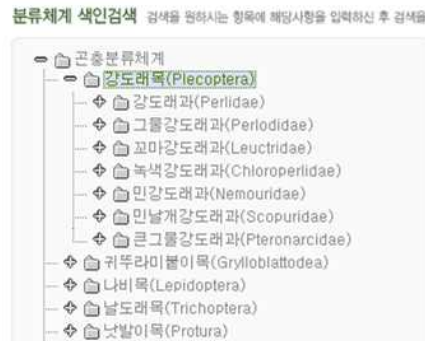 분류체계 색인검색 검색을 원하시는 항목에 해당사항을 입력하신 후 검색을
곤충분류체계
강도래목(Plecoptera)
강도래과(Perlidae)
그물강도래과(Perlodidae)
꼬마강도래과(Leuctridae)
녹색강도래과(Chloroperlidae)
민강도래과(Nemouridae)
민날개강도래과(Scopuridae)
큰그물강도래과(Pteronarcidae)
귀뚜라미붙이목(Grylloblattodea)
나비목(Lepidoptera)
날도래목(Trichoptera)
낫발이목(Protura)